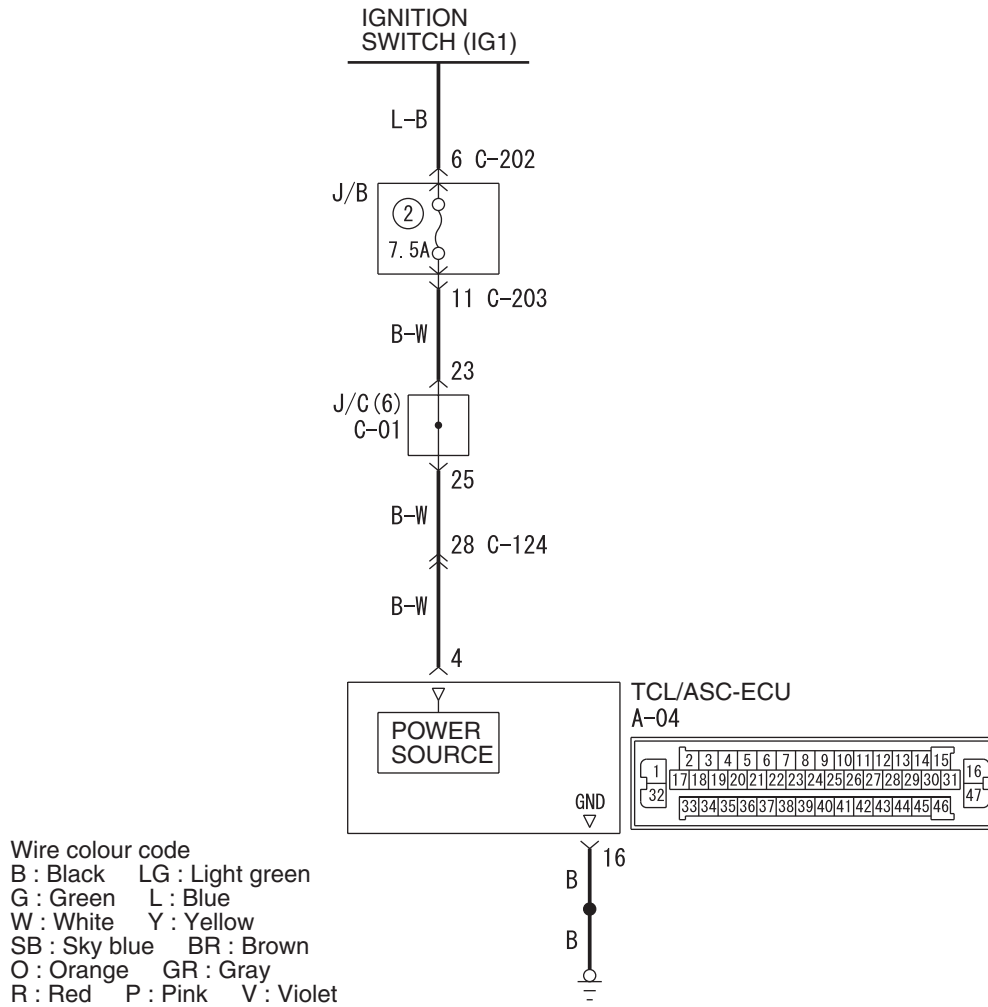 IGNITION
SWITCH (IG1)
L-B
6 C-202
J/B
2
7.5A
11 C-203
B-W
23
J/C(6)
C-01
25
B-W
28 C-124
B-W
4
TCL/ASC-ECU
A-04
POWER
SOURCE
GND
1 2 3 4 5 6 7 8 9 10 11 12 13 14 15 16
17 18 19 20 21 22 23 24 25 26 27 28 29 30 31
32 33 34 35 36 37 38 39 40 41 42 43 44 45 46 47
16
B
B
Wire colour code
B : Black LG : Light green
G : Green L : Blue
W : White Y : Yellow
SB : Sky blue BR : Brown
O : Orange GR : Gray
R : Red P : Pink V : Violet